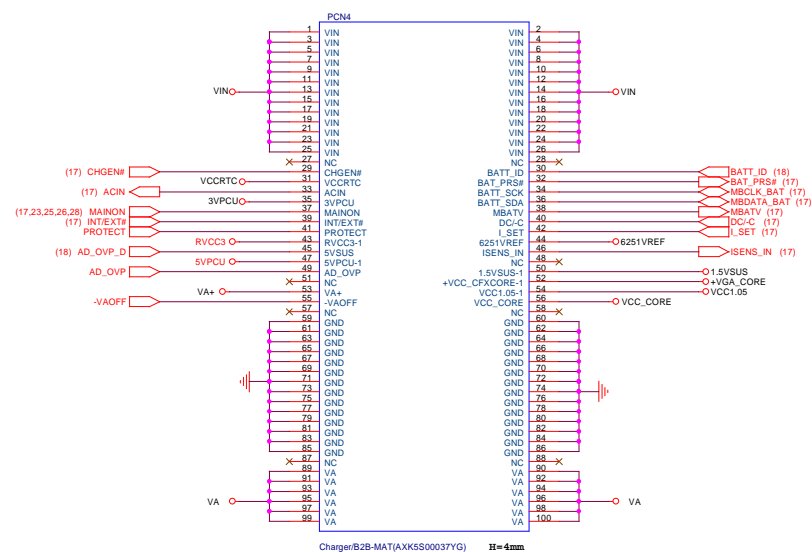 PCN4
1 VIN VIN 2
3 VIN VIN 4
5 VIN VIN 6
7 VIN VIN 8
9 VIN VIN 10
11 VIN VIN 12
VIN 13 VIN VIN 14 VIN
15 VIN VIN 16
17 VIN VIN 18
19 VIN VIN 20
21 VIN VIN 22
23 VIN VIN 24
25 VIN VIN 26
27 NC NC 28
(17) CHGEN# 29 CHGEN# BATT_ID 30 BATT_ID (18)
VCCRTC 31 VCCRTC BAT_PRS# 32 BAT_PRS# (17)
(17) ACIN 33 ACIN BATT_SCK 34 MBCLK_BAT (17)
3VPCU 35 3VPCU BATT_SDA 36 MBDATA_BAT (17)
(17,23,25,26,28) MAINON 37 MAINON MBATV 38 MBATV (17)
(17) INT/EXT# 39 INT/EXT# DC/-C 40 DC/-C (17)
PROTECT 41 PROTECT I_SET 42 I_SET (17)
RVCC3 43 RVCC3-1 6251VREF 44 6251VREF
(18) AD_OVP_D 45 5VSUS ISENS_IN 46 ISENS_IN (17)
5VPCU 47 5VPCU-1 NC 48
AD_OVP 49 AD_OVP 1.5VSUS-1 50 1.5VSUS
51 NC +VCC_CFXCORE-1 52 +VGA_CORE
VA+ 53 VA+ VCC1.05-1 54 VCC1.05
55 -VAOFF -VAOFF VCC_CORE 56 VCC_CORE
57 NC NC 58
59 GND GND 60
61 GND GND 62
63 GND GND 64
65 GND GND 66
67 GND GND 68
69 GND GND 70
71 GND GND 72
73 GND GND 74
75 GND GND 76
77 GND GND 78
79 GND GND 80
81 GND GND 82
83 GND GND 84
85 GND GND 86
87 NC NC 88
89 VA VA 90
91 VA VA 92
93 VA VA 94
VA 95 VA VA 96 VA
97 VA VA 98
99 VA VA 100
Charger/B2B-MAT(AXK5S00037YG) H=4mm